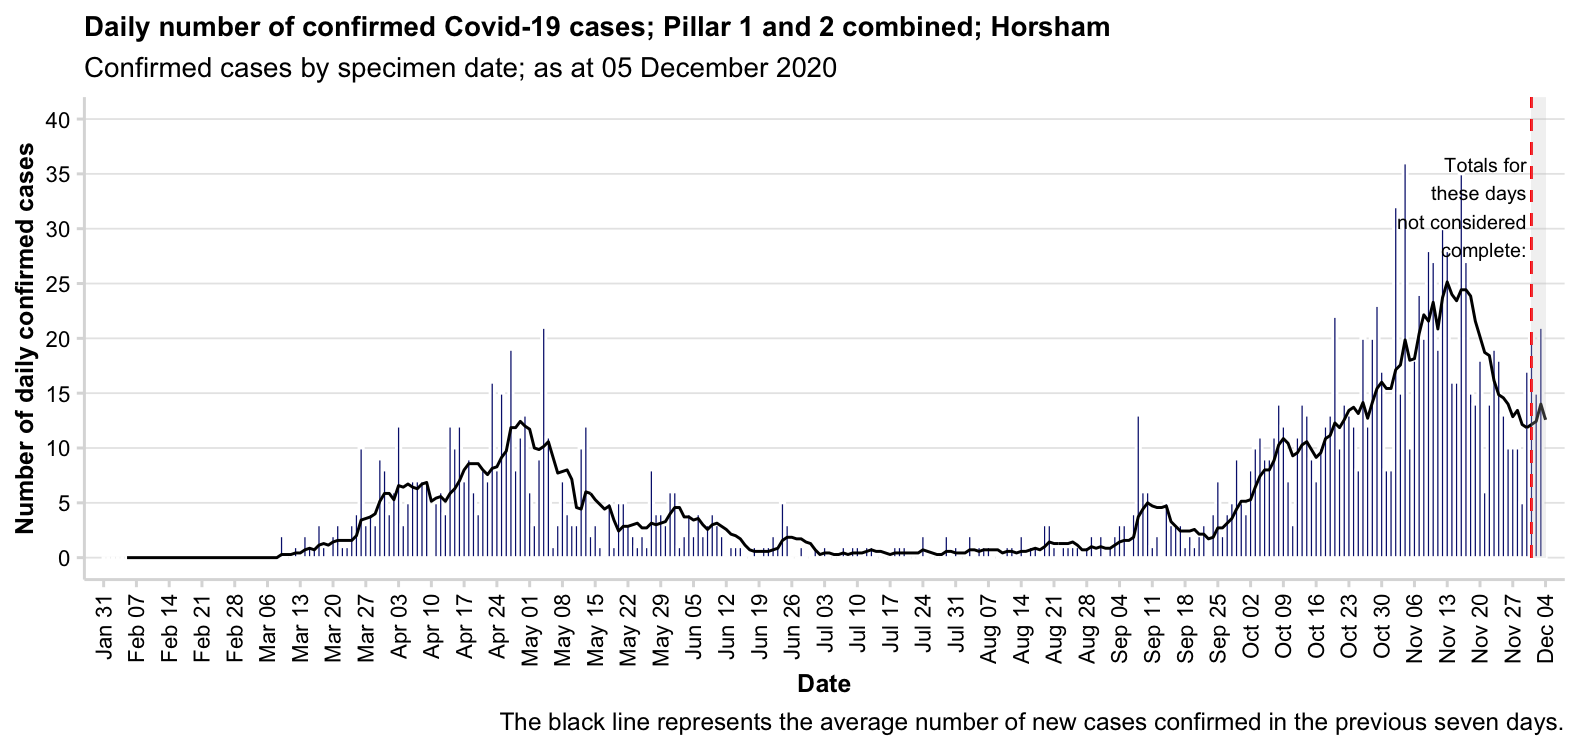 Daily number of confirmed Covid-19 cases; Pillar 1 and 2 combined; Horsham
Confirmed cases by specimen date; as at 05 December 2020
Number of daily confirmed cases
40
35
30
25
20
15
10
5
0
Totals for
these days
not considered
complete:
Jan 31
Feb 07
Feb 14
Feb 21
Feb 28
Mar 06
Mar 13
Mar 20
Mar 27
Apr 03
Apr 10
Apr 17
Apr 24
May 01
May 08
May 15
May 22
May 29
Jun 05
Jun 12
Jun 19
Jun 26
Jul 03
Jul 10
Jul 17
Jul 24
Jul 31
Aug 07
Aug 14
Aug 21
Aug 28
Sep 04
Sep 11
Sep 18
Sep 25
Oct 02
Oct 09
Oct 16
Oct 23
Oct 30
Nov 06
Nov 13
Nov 20
Nov 27
Dec 04
Date
The black line represents the average number of new cases confirmed in the previous seven days.